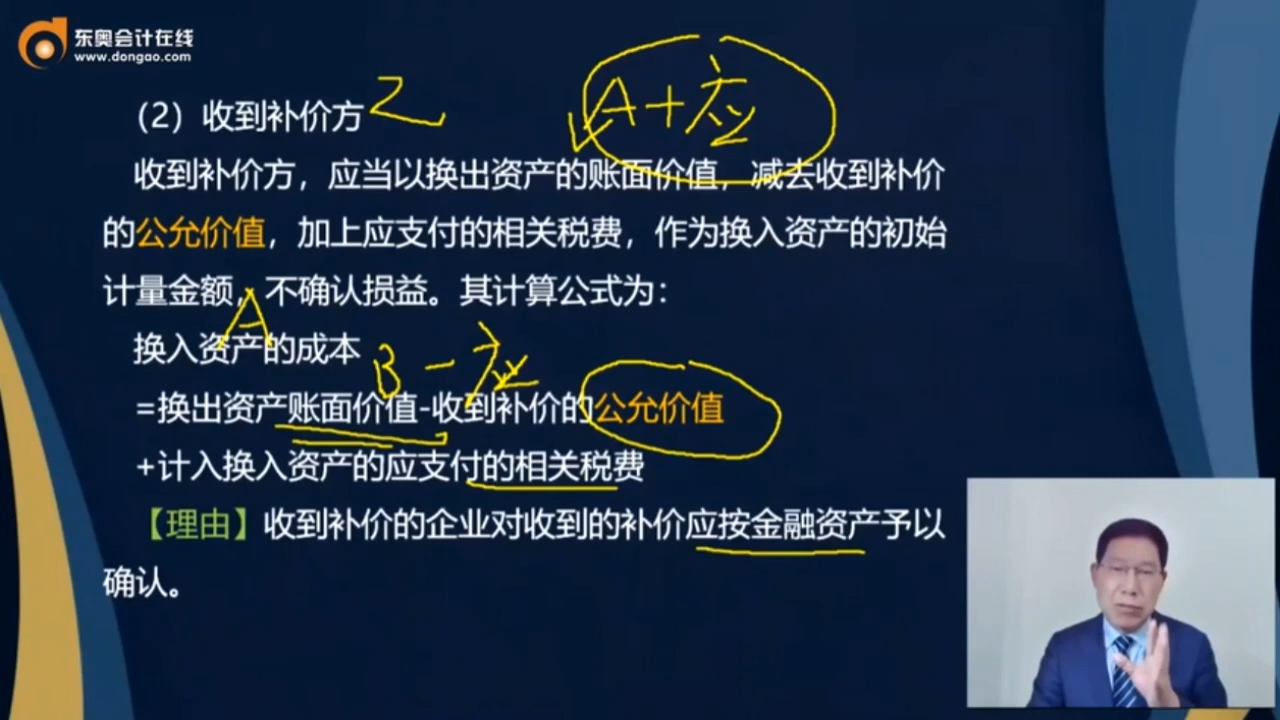 东奥会计在线
www.dongao.com
（2）收到补价方 乙
A+应
收到补价方，应当以换出资产的账面价值，减去收到补价
的公允价值，加上应支付的相关税费，作为换入资产的初始
计量金额，不确认损益。其计算公式为：
A
换入资产的成本
B-应
=换出资产账面价值-收到补价的公允价值
+计入换入资产的应支付的相关税费
【理由】收到补价的企业对收到的补价应按金融资产予以
确认。